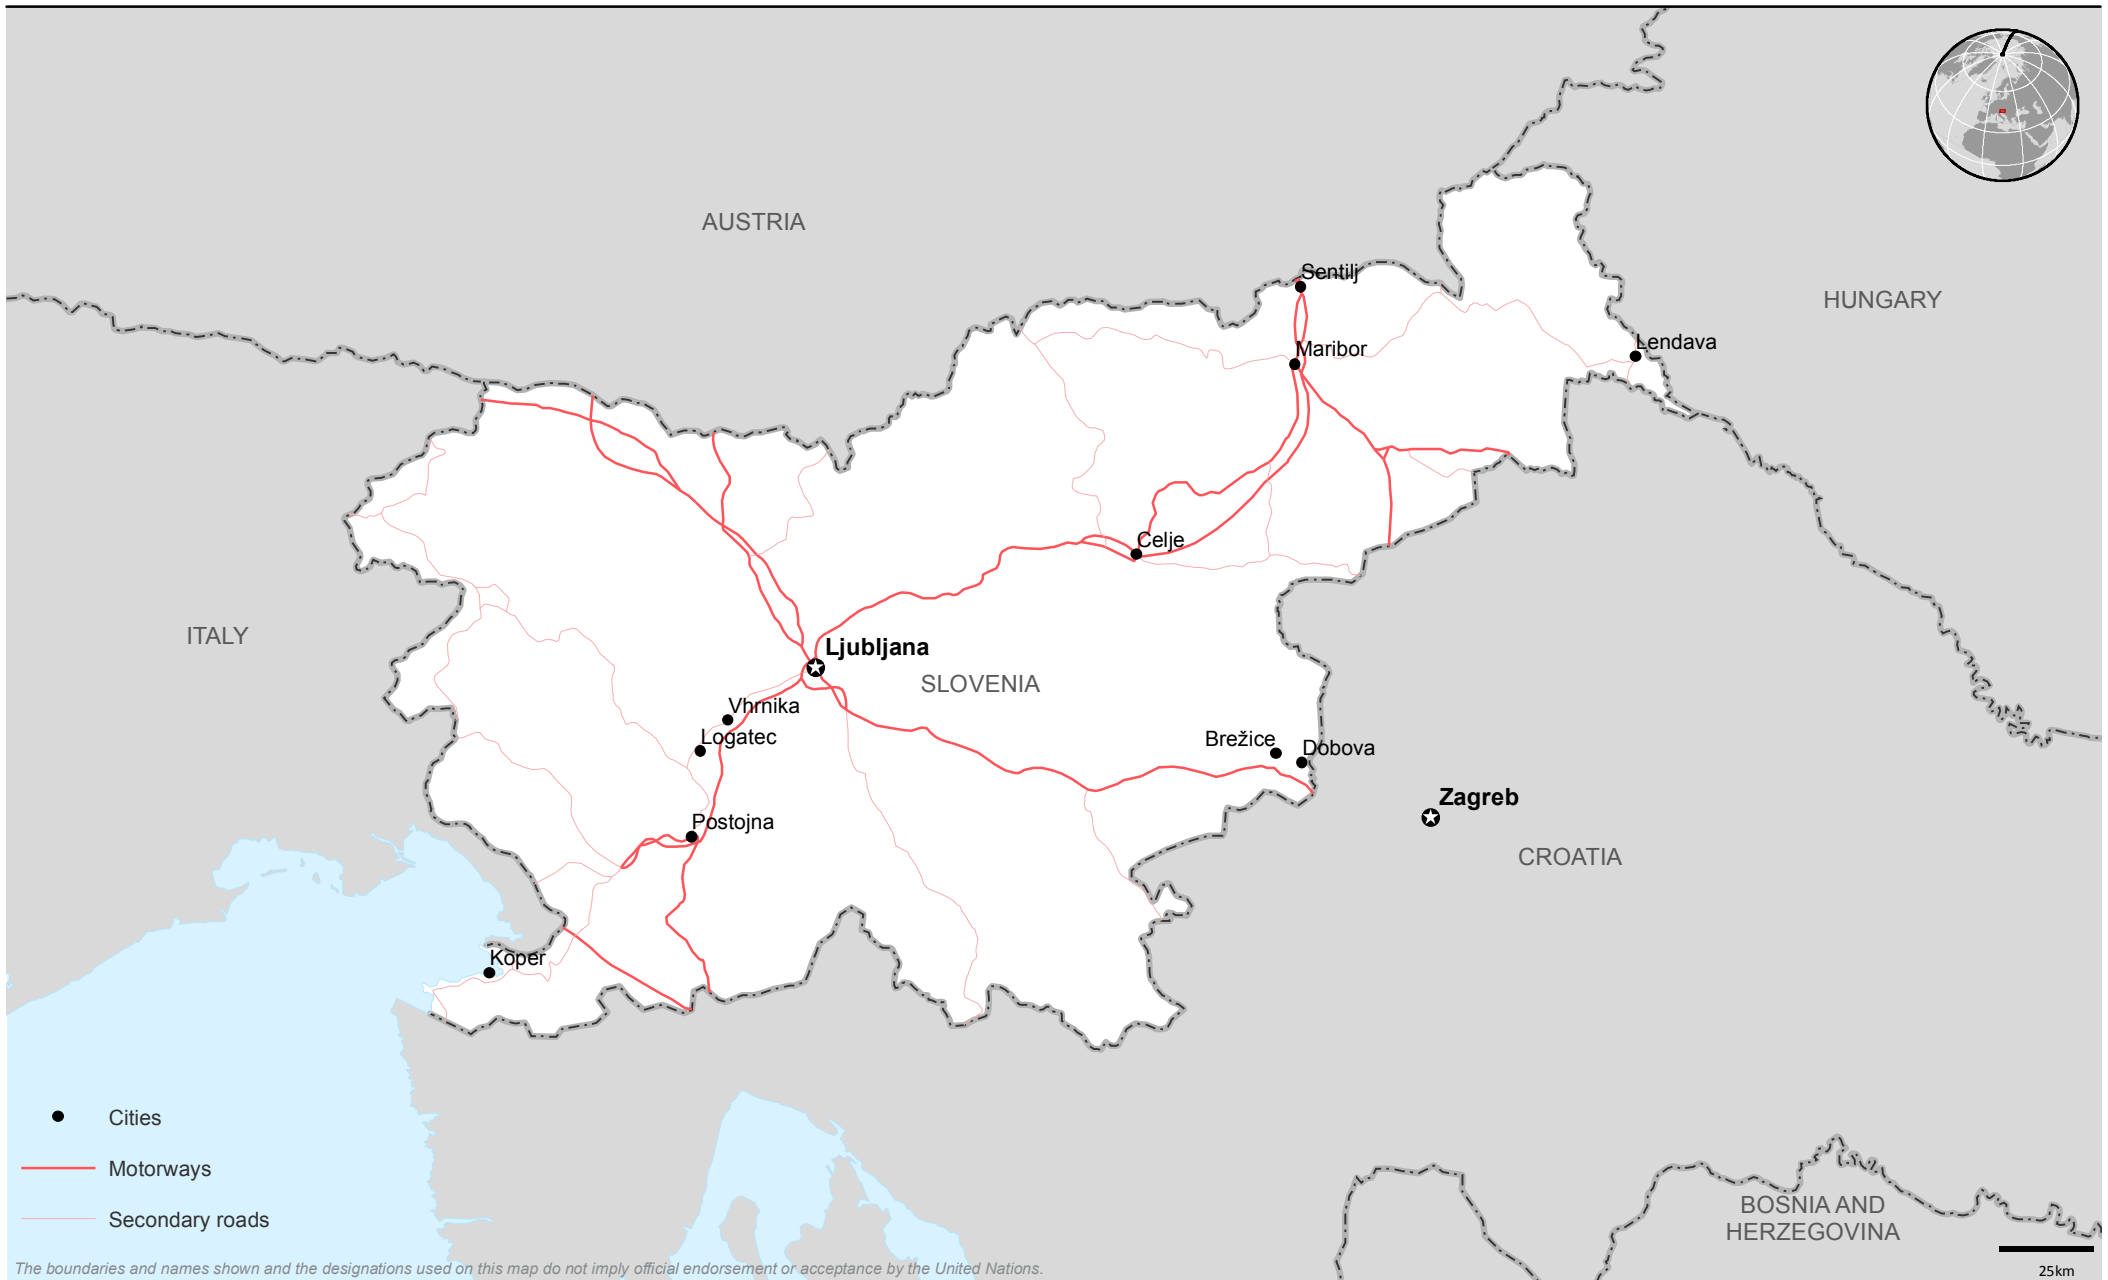 AUSTRIA
Sentilj
HUNGARY
Maribor
Lendava
Celje
ITALY
Ljubljana
SLOVENIA
Vhrnika
Logatec
Brežice
Dobova
Zagreb
Postojna
CROATIA
Koper
Cities
Motorways
Secondary roads
BOSNIA AND
HERZEGOVINA
The boundaries and names shown and the designations used on this map do not imply official endorsement or acceptance by the United Nations.
25km